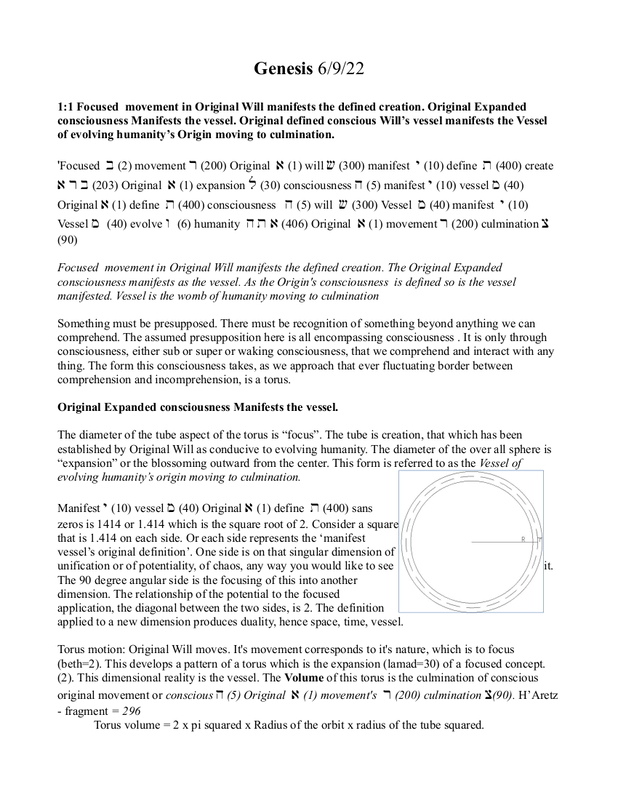 Genesis 6/9/22
1:1 Focused  movement in Original Will manifests the defined creation. Original Expanded
consciousness Manifests the vessel. Original defined conscious Will’s vessel manifests the Vessel
of evolving humanity’s Origin moving to culmination.
'Focused ב (2) movement ר (200) Original א (1) will ש (300) manifest י (10) define ת (400) create
ב ר א (203) Original א (1) expansion ל (30) consciousness ה (5) manifest י (10) vessel ם (40)
Original א (1) define ת (400) consciousness ה (5) will ש (300) Vessel ם (40) manifest י (10)
Vessel ם (40) evolve ו (6) humanity א ת ה (406) Original א (1) movement ר (200) culmination צ
(90)
Focused  movement in Original Will manifests the defined creation. The Original Expanded
consciousness manifests as the vessel. As the Origin's consciousness  is defined so is the vessel
manifested. Vessel is the womb of humanity moving to culmination
Something must be presupposed. There must be recognition of something beyond anything we can
comprehend. The assumed presupposition here is all encompassing consciousness . It is only through
consciousness, either sub or super or waking consciousness, that we comprehend and interact with any
thing. The form this consciousness takes, as we approach that ever fluctuating border between
comprehension and incomprehension, is a torus.
Original Expanded consciousness Manifests the vessel.
The diameter of the tube aspect of the torus is “focus”. The tube is creation, that which has been
established by Original Will as conducive to evolving humanity. The diameter of the over all sphere is
“expansion” or the blossoming outward from the center. This form is referred to as the Vessel of
evolving humanity’s origin moving to culmination.
Manifest י (10) vessel ם (40) Original א (1) define ת (400) sans
zeros is 1414 or 1.414 which is the square root of 2. Consider a square
that is 1.414 on each side. Or each side represents the ‘manifest
vessel’s original definition’. One side is on that singular dimension of
unification or of potentiality, of chaos, any way you would like to see it.
The 90 degree angular side is the focusing of this into another
dimension. The relationship of the potential to the focused
application, the diagonal between the two sides, is 2. The definition
applied to a new dimension produces duality, hence space, time, vessel.
R
Torus motion: Original Will moves. It's movement corresponds to it's nature, which is to focus
(beth=2). This develops a pattern of a torus which is the expansion (lamad=30) of a focused concept.
(2). This dimensional reality is the vessel. The Volume of this torus is the culmination of conscious
original movement or conscious ה (5) Original א (1) movement's ר (200) culmination צ(90). H’Aretz
- fragment = 296
Torus volume = 2 x pi squared x Radius of the orbit x radius of the tube squared.